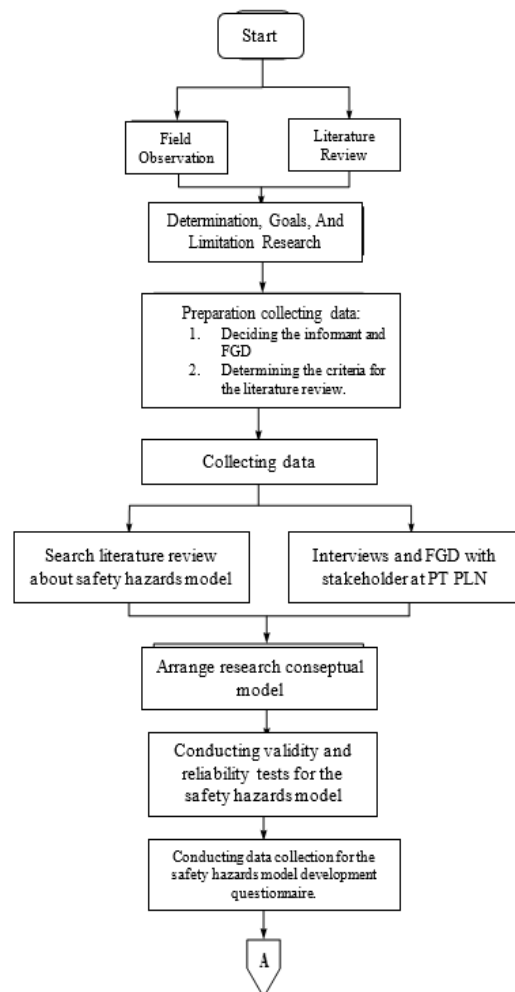 Start
Field
Observation
Literature
Review
Determination, Goals, And
Limitation Research
Preparation collecting data:
1. Deciding the informant and
FGD
2. Determining the criteria for
the literature review.
Collecting data
Search literature review
about safety hazards model
Interviews and FGD with
stakeholder at PT PLN
Arrange research conseptual
model
Conducting validity and
reliability tests for the
safety hazards model
Conducting data collection for the
safety hazards model development
questionnaire.
A